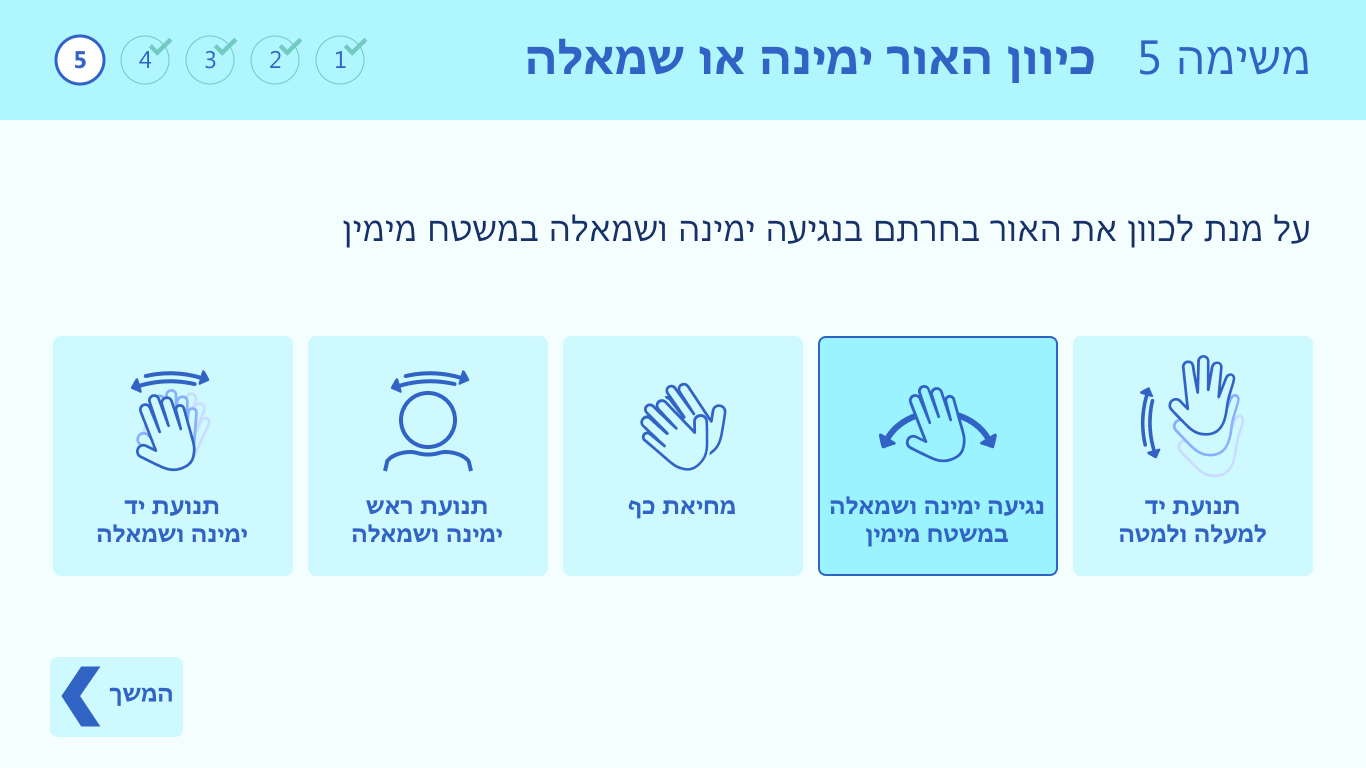 משימה 5 כיוון האור ימינה או שמאלה
1 2 3 4 5
על מנת לכוון את האור בחרתם בנגיעה ימינה ושמאלה במשטח מימין
תנועת יד
למעלה ולמטה
נגיעה ימינה ושמאלה
במשטח מימין
מחיאת כף
תנועת ראש
ימינה ושמאלה
תנועת יד
ימינה ושמאלה
המשך